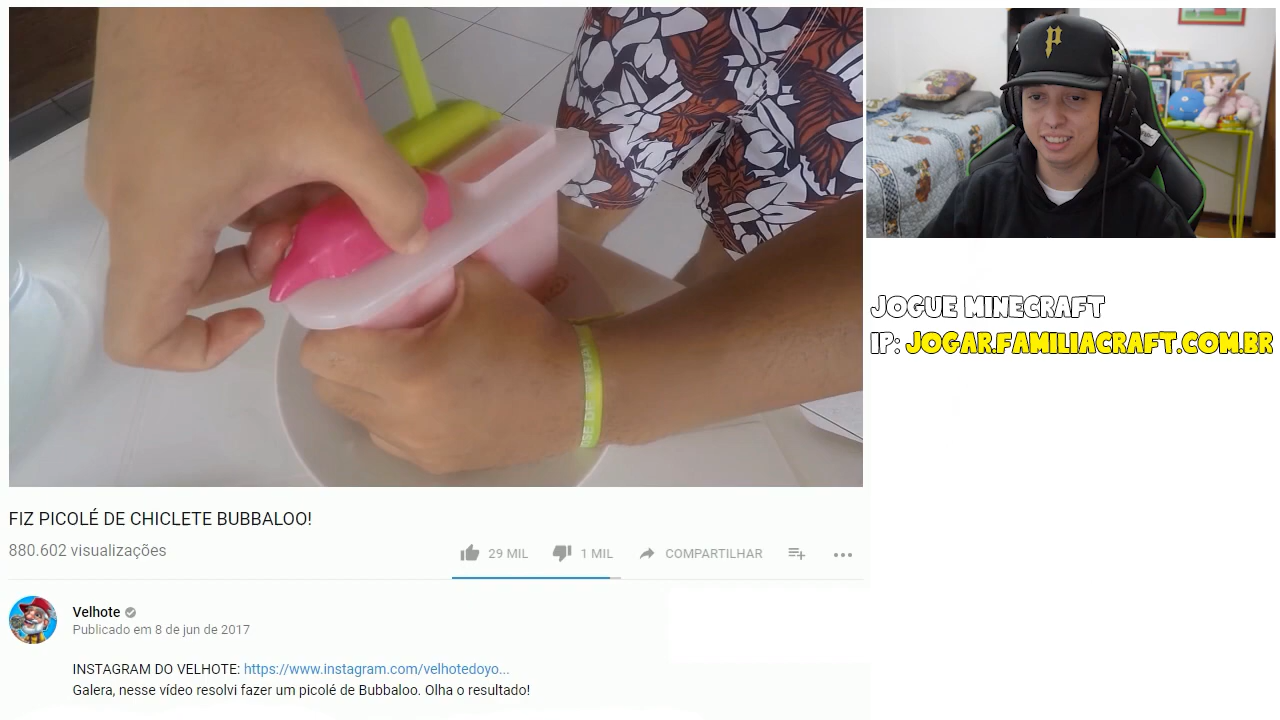 JOGUE MINECRAFT
IP: JOGAR.FAMILIACRAFT.COM.BR
FIZ PICOLÉ DE CHICLETE BUBBALOO!
880.602 visualizações
29 MIL
1 MIL
COMPARTILHAR
Velhote
Publicado em 8 de jun de 2017
INSTAGRAM DO VELHOTE: https://www.instagram.com/velhotedoyo...
Galera, nesse vídeo resolvi fazer um picolé de Bubbaloo. Olha o resultado!